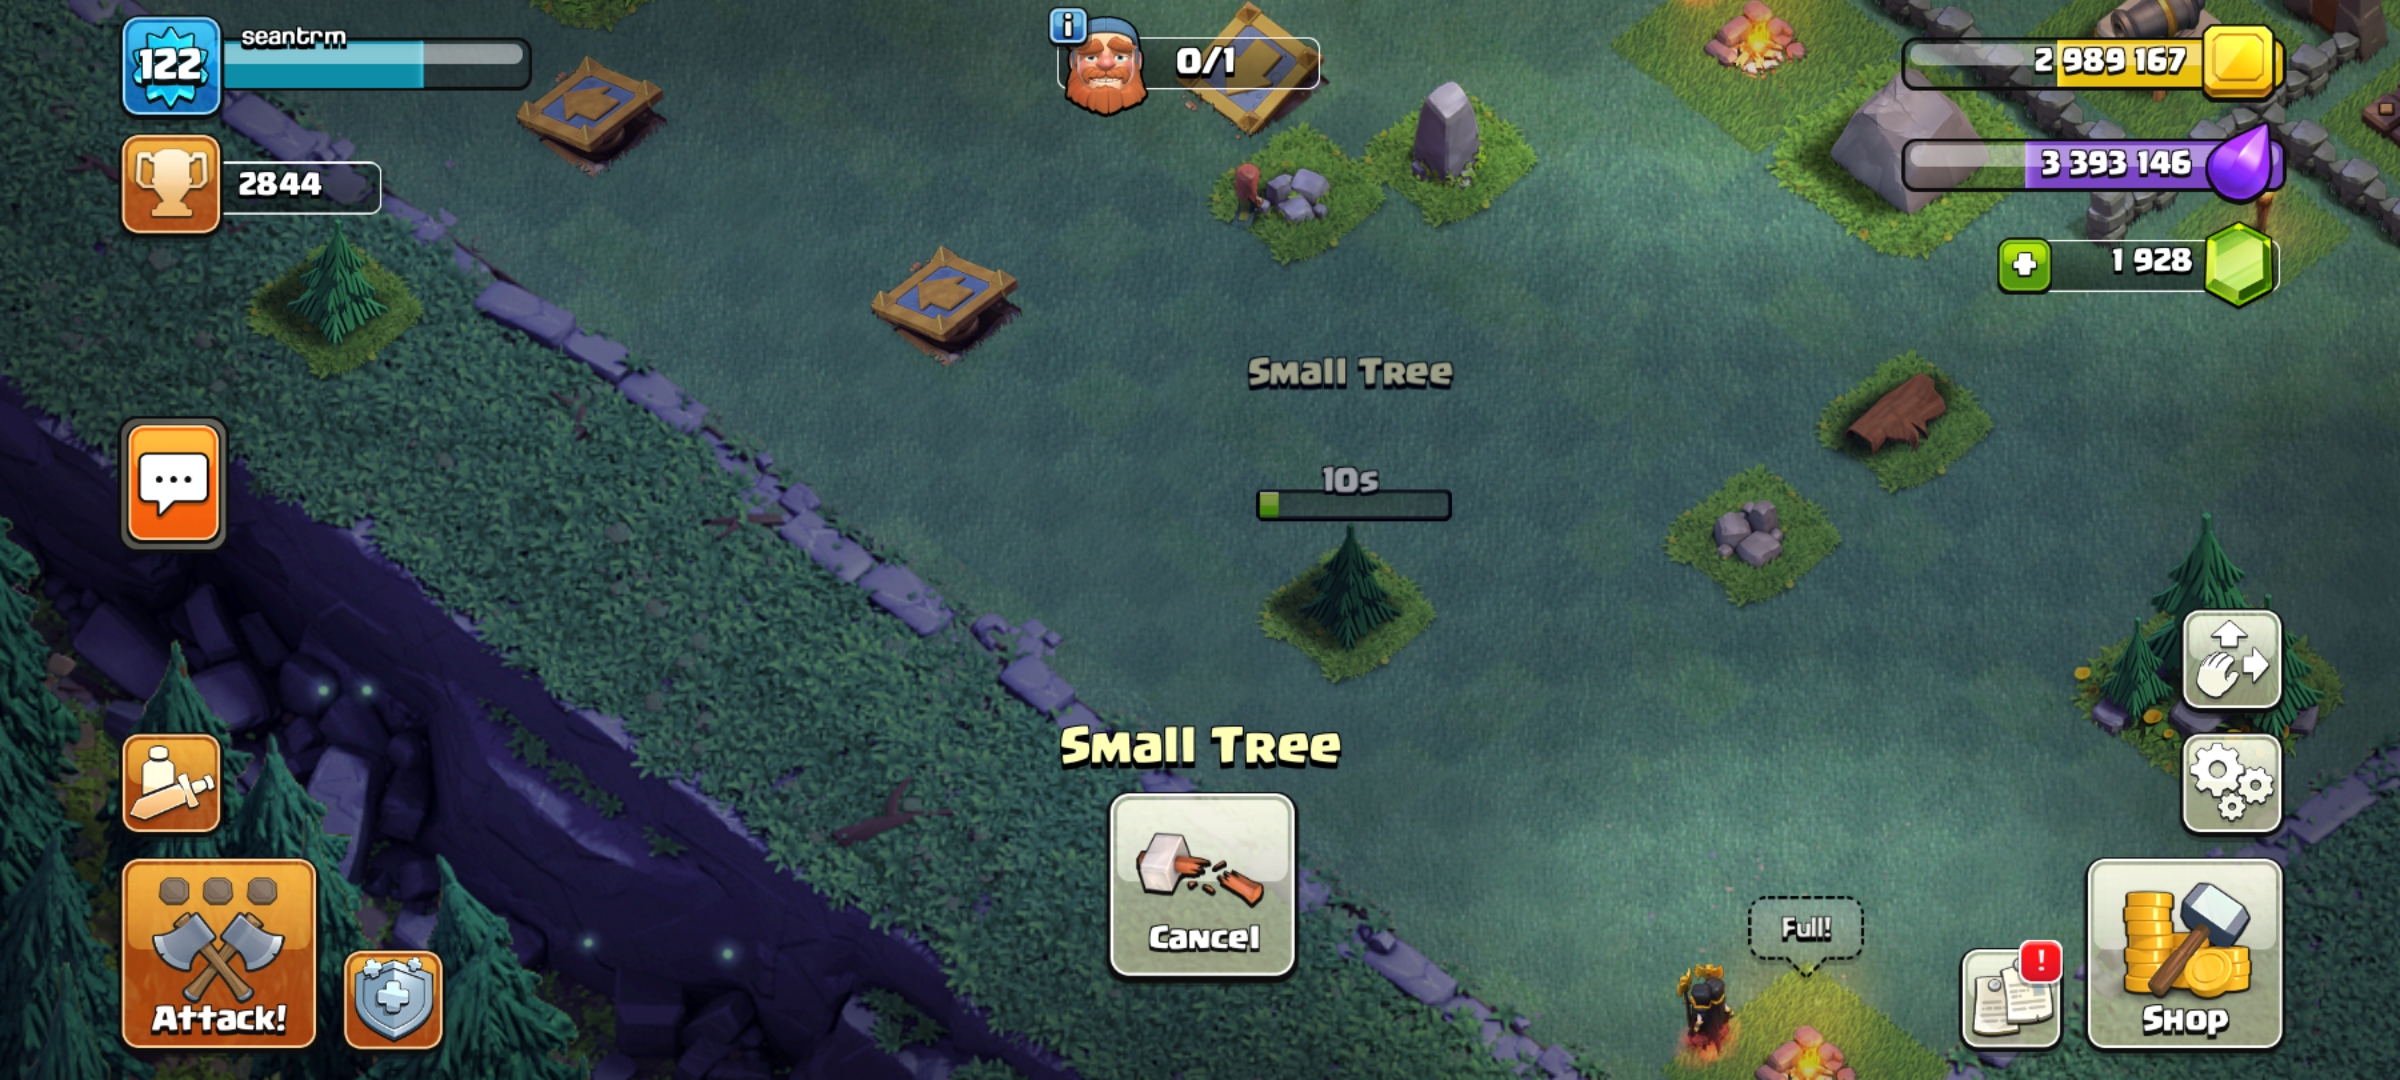 seantrm
122
0/1
2 989 167
2844
3 393 146
1 928
Small Tree
10s
Small Tree
Cancel
Full!
!
Attack!
Shop